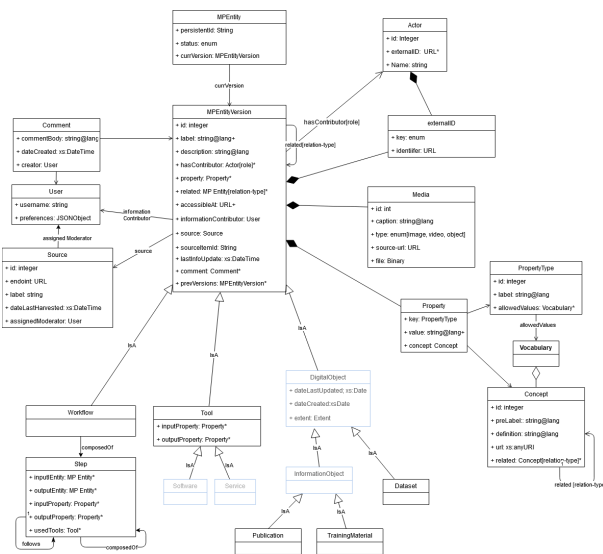 MPEntity
+ persistentId: String
+ status: enum
+ currVersion: MPEntityVersion
currVersion
Actor
+ id: Integer
+ externalID: URL*
+ Name: string
hasContributor[role]
externalID
+ key: enum
+ identiifer: URL
MPEntityVersion
+ id: integer
+ label: string@lang+
+ description: string@lang
+ hasContributor: Actor[role]*
+ property: Property*
+ related: MP Entity[relation-type]*
+ accessibleAt: URL+
+ informationContributor: User
+ source: Source
+ sourceItemId: String
+ lastInfoUpdate: xs:DateTime
+ comment: Comment*
+ prevVersions: MPEntityVersion*
related[relation-type]
Comment
+ commentBody: string@lang
+ dateCreated: xs:DateTime
+ creator: User
User
+ username: string
+ preferences: JSONObject
information
Contributor
assigned Moderator
Source
+ id: integer
+ endoint: URL
+ label: string
+ dateLastHarvested: xs:DateTime
+ assignedModerator: User
source
Media
+ id: int
+ caption: string@lang
+ type: enum[image, video, object]
+ source-url: URL
+ file: Binary
PropertyType
+ id: integer
+ label: string@lang
+ allowedValues: Vocabulary*
allowedValues
Property
+ key: PropertyType
+ value: string@lang+
+ concept: Concept
Vocabulary
Concept
+ id: integer
+ preLabel:: string@lang
+ definition: string@lang
+ url: xs:anyURI
+ related: Concept[relation-type]*
related [relation-type
IsA
IsA
IsA
Workflow
composedOf
Step
+ inputEntity: MP Entity*
+ outputEntity: MP Entity*
+ inputProperty: Property*
+ outputProperty: Property*
+ usedTools: Tool*
follows
composedOf
Tool
+ inputProperty: Property*
+ outputProperty: Property*
IsA
IsA
Software
Service
DigitalObject
+ dateLastUpdated: xs:Date
+ dateCreated:xsDate
+ extent: Extent
IsA
IsA
InformationObject
Dataset
IsA
IsA
Publication
TrainingMaterial